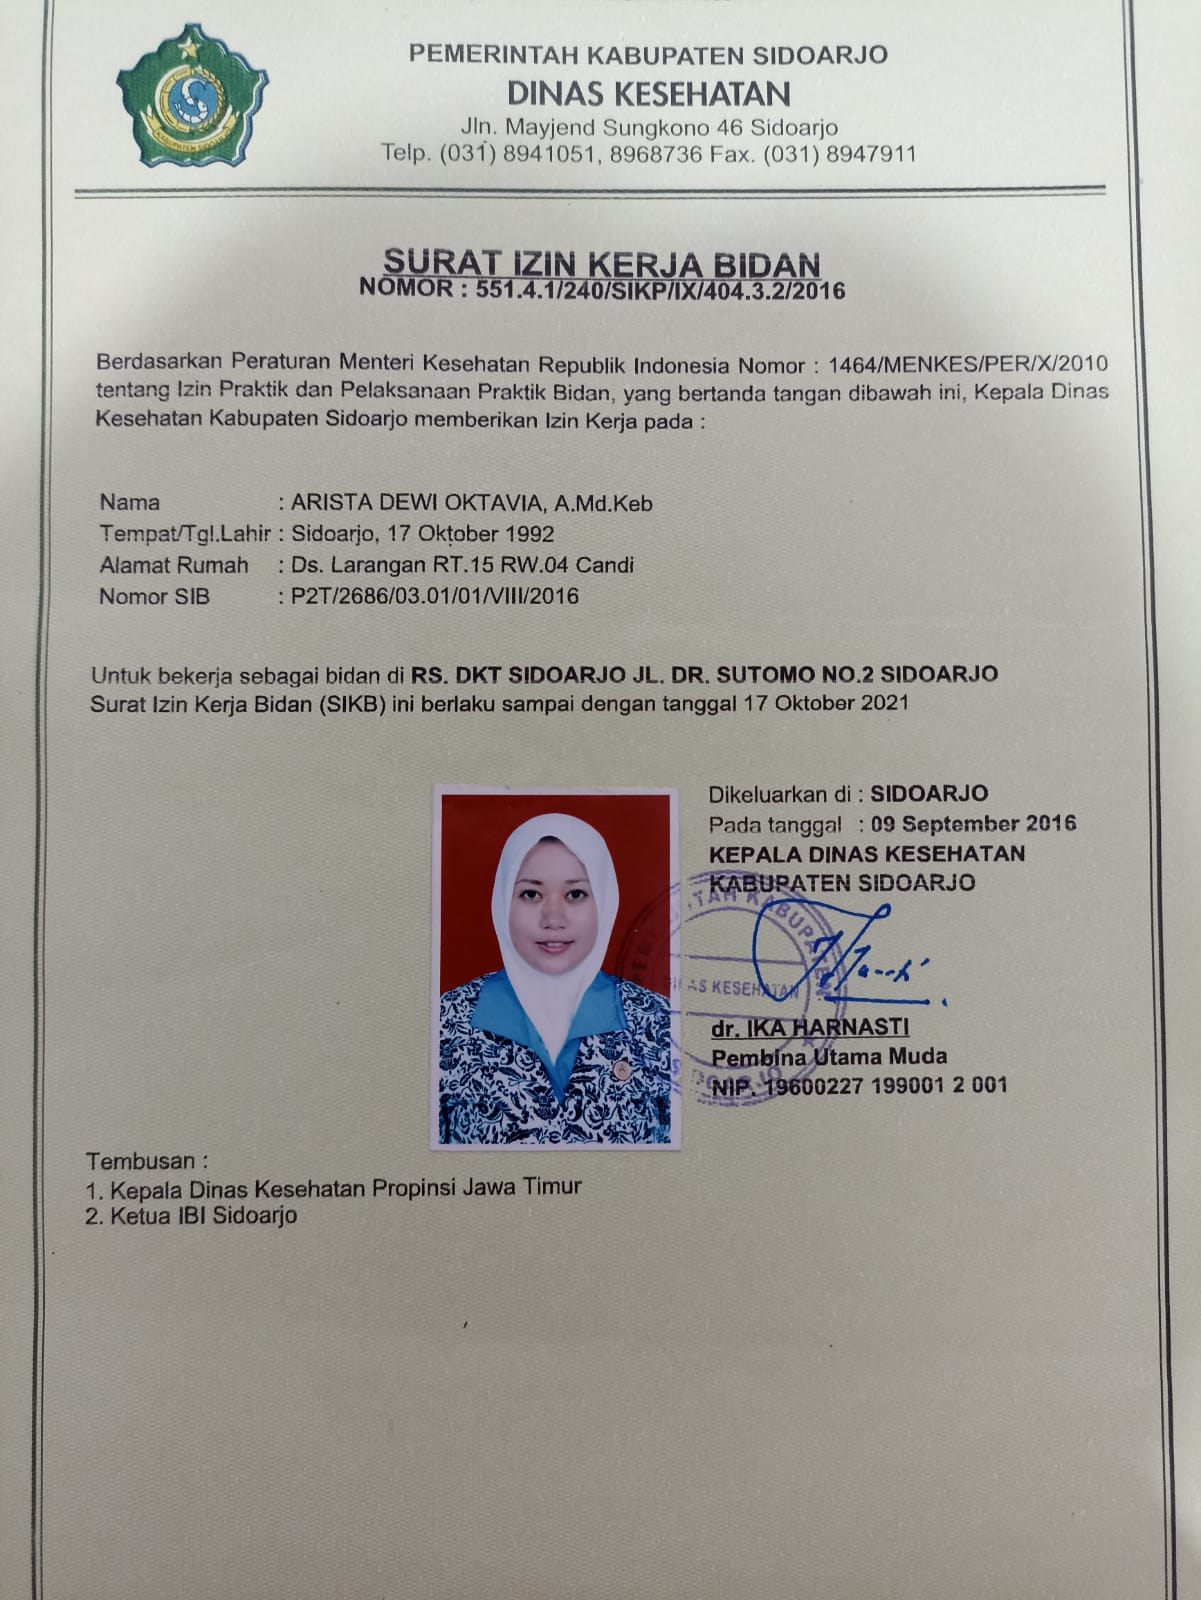 PEMERINTAH KABUPATEN SIDOARJO
DINAS KESEHATAN
Jln. Mayjend Sungkono 46 Sidoarjo
Telp. (031) 8941051, 8968736 Fax. (031) 8947911
KABUPATEN SIDOARJO
SURAT IZIN KERJA BIDAN
NOMOR : 551.4.1/240/SIKP/IX/404.3.2/2016
Berdasarkan Peraturan Menteri Kesehatan Republik Indonesia Nomor : 1464/MENKES/PER/X/2010
tentang Izin Praktik dan Pelaksanaan Praktik Bidan, yang bertanda tangan dibawah ini, Kepala Dinas
Kesehatan Kabupaten Sidoarjo memberikan Izin Kerja pada :
Nama : ARISTA DEWI OKTAVIA, A.Md.Keb
Tempat/Tgl.Lahir : Sidoarjo, 17 Oktober 1992
Alamat Rumah : Ds. Larangan RT.15 RW.04 Candi
Nomor SIB : P2T/2686/03.01/01/VIII/2016
Untuk bekerja sebagai bidan di RS. DKT SIDOARJO JL. DR. SUTOMO NO.2 SIDOARJO
Surat Izin Kerja Bidan (SIKB) ini berlaku sampai dengan tanggal 17 Oktober 2021
Dikeluarkan di : SIDOARJO
Pada tanggal : 09 September 2016
KEPALA DINAS KESEHATAN
KABUPATEN SIDOARJO
KABUPATEN
KESEHATAN
dr. IKA HARNASTI
Pembina Utama Muda
NIP. 19600227 199001 2 001
Tembusan :
1. Kepala Dinas Kesehatan Propinsi Jawa Timur
2. Ketua IBI Sidoarjo